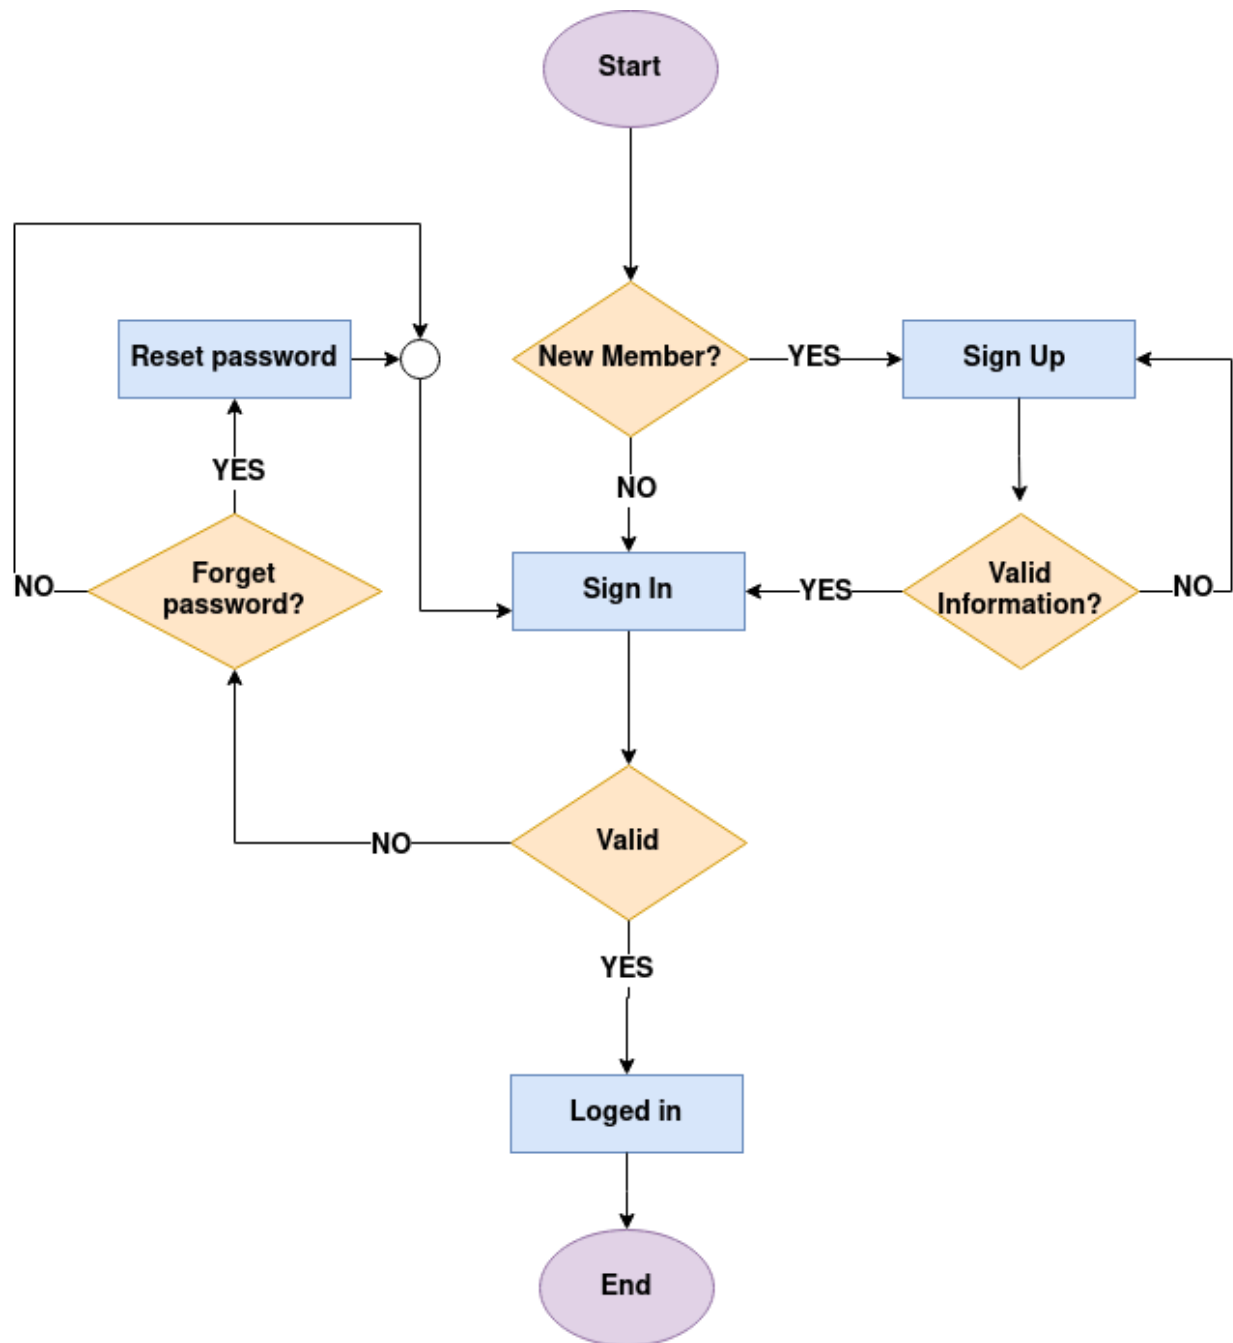 Start
New Member?
YES
Sign Up
Reset password
YES
NO
Forget
password?
NO
Sign In
YES
Valid
Information?
NO
NO
Valid
YES
Loged in
End